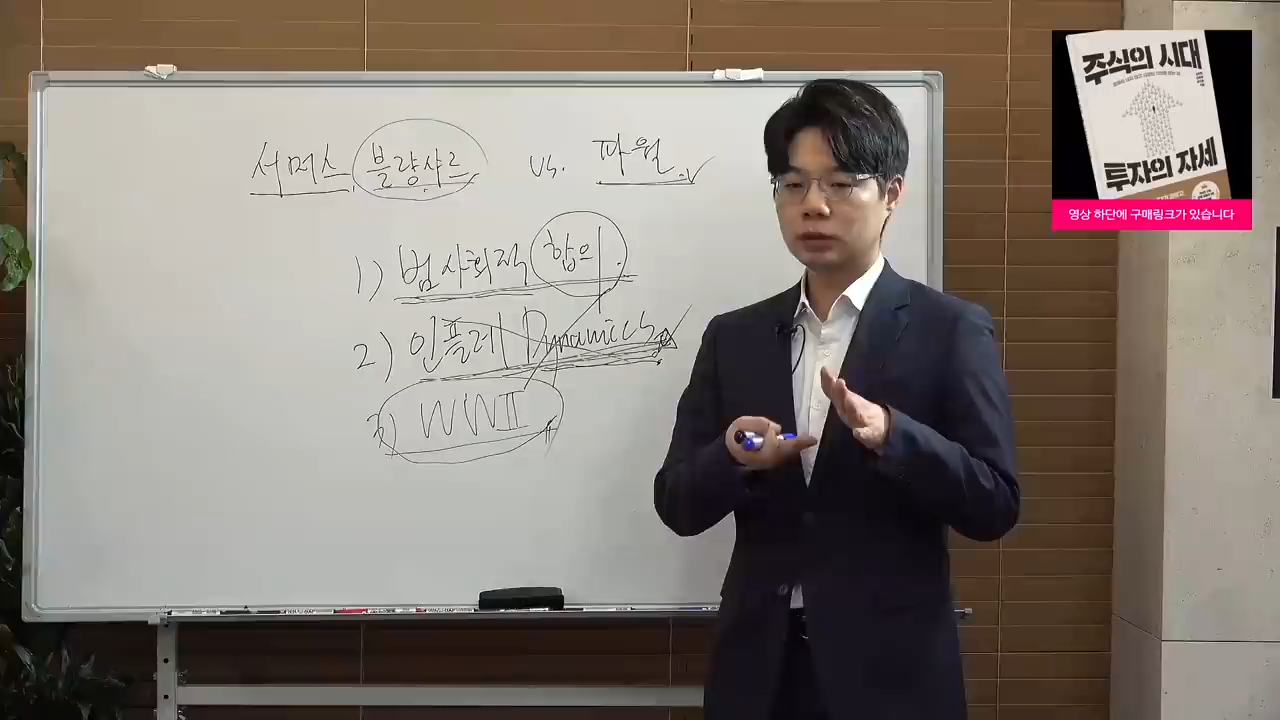 서머스 블랑샤르 vs. 파월
1) 범사회적 합의
2) 인플레 Dynamics
3) WWII
주식의 시대
투자의 자세
영상 하단에 구매링크가 있습니다